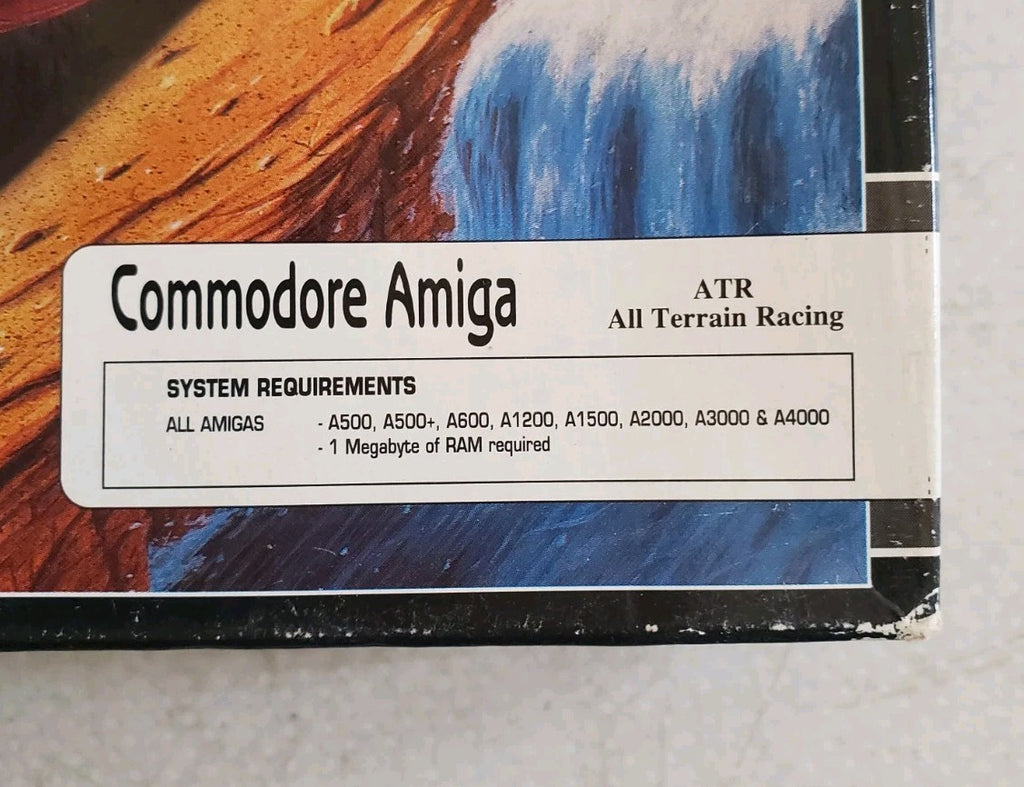 Commodore Amiga
ATR
All Terrain Racing
SYSTEM REQUIREMENTS
ALL AMIGAS - A500, A500+, A600, A1200, A1500, A2000, A3000 & A4000
- 1 Megabyte of RAM required